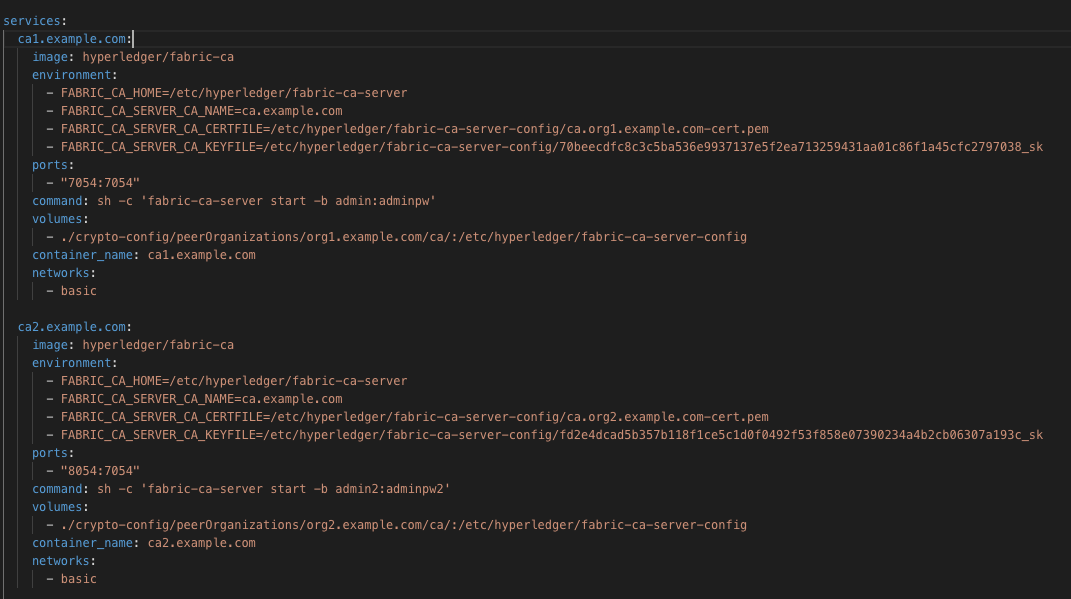 services:
  ca1.example.com:
    image: hyperledger/fabric-ca
    environment:
      - FABRIC_CA_HOME=/etc/hyperledger/fabric-ca-server
      - FABRIC_CA_SERVER_CA_NAME=ca.example.com
      - FABRIC_CA_SERVER_CA_CERTFILE=/etc/hyperledger/fabric-ca-server-config/ca.org1.example.com-cert.pem
      - FABRIC_CA_SERVER_CA_KEYFILE=/etc/hyperledger/fabric-ca-server-config/70beecdfc8c3c5ba536e9937137e5f2ea713259431aa01c86f1a45cfc2797038_sk
    ports:
      - "7054:7054"
    command: sh -c 'fabric-ca-server start -b admin:adminpw'
    volumes:
      - ./crypto-config/peerOrganizations/org1.example.com/ca/:/etc/hyperledger/fabric-ca-server-config
    container_name: ca1.example.com
    networks:
      - basic

  ca2.example.com:
    image: hyperledger/fabric-ca
    environment:
      - FABRIC_CA_HOME=/etc/hyperledger/fabric-ca-server
      - FABRIC_CA_SERVER_CA_NAME=ca.example.com
      - FABRIC_CA_SERVER_CA_CERTFILE=/etc/hyperledger/fabric-ca-server-config/ca.org2.example.com-cert.pem
      - FABRIC_CA_SERVER_CA_KEYFILE=/etc/hyperledger/fabric-ca-server-config/fd2e4dcad5b357b118f1ce5c1d0f0492f53f858e07390234a4b2cb06307a193c_sk
    ports:
      - "8054:7054"
    command: sh -c 'fabric-ca-server start -b admin2:adminpw2'
    volumes:
      - ./crypto-config/peerOrganizations/org2.example.com/ca/:/etc/hyperledger/fabric-ca-server-config
    container_name: ca2.example.com
    networks:
      - basic